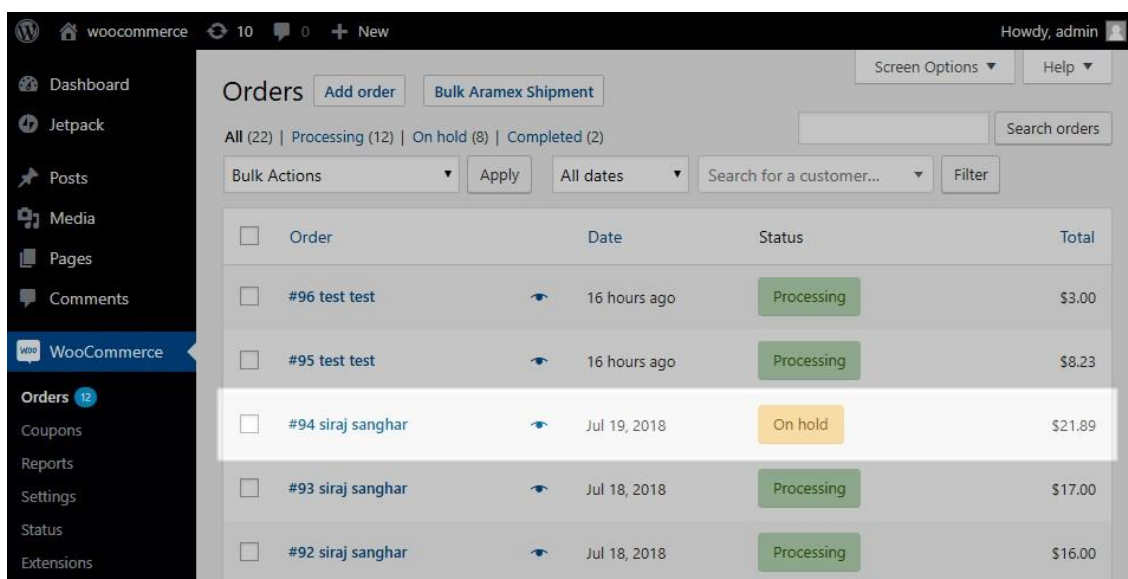 woocommerce 10 0 + New Howdy, admin
Dashboard
Jetpack
Posts
Media
Pages
Comments
WOO WooCommerce
Orders 12
Coupons
Reports
Settings
Status
Extensions
Screen Options ▼ Help ▼
Orders Add order Bulk Aramex Shipment
All (22) | Processing (12) | On hold (8) | Completed (2) Search orders
Bulk Actions Apply All dates Search for a customer... Filter
Order Date Status Total
#96 test test 16 hours ago Processing $3.00
#95 test test 16 hours ago Processing $8.23
#94 siraj sanghar Jul 19, 2018 On hold $21.89
#93 siraj sanghar Jul 18, 2018 Processing $17.00
#92 siraj sanghar Jul 18, 2018 Processing $16.00